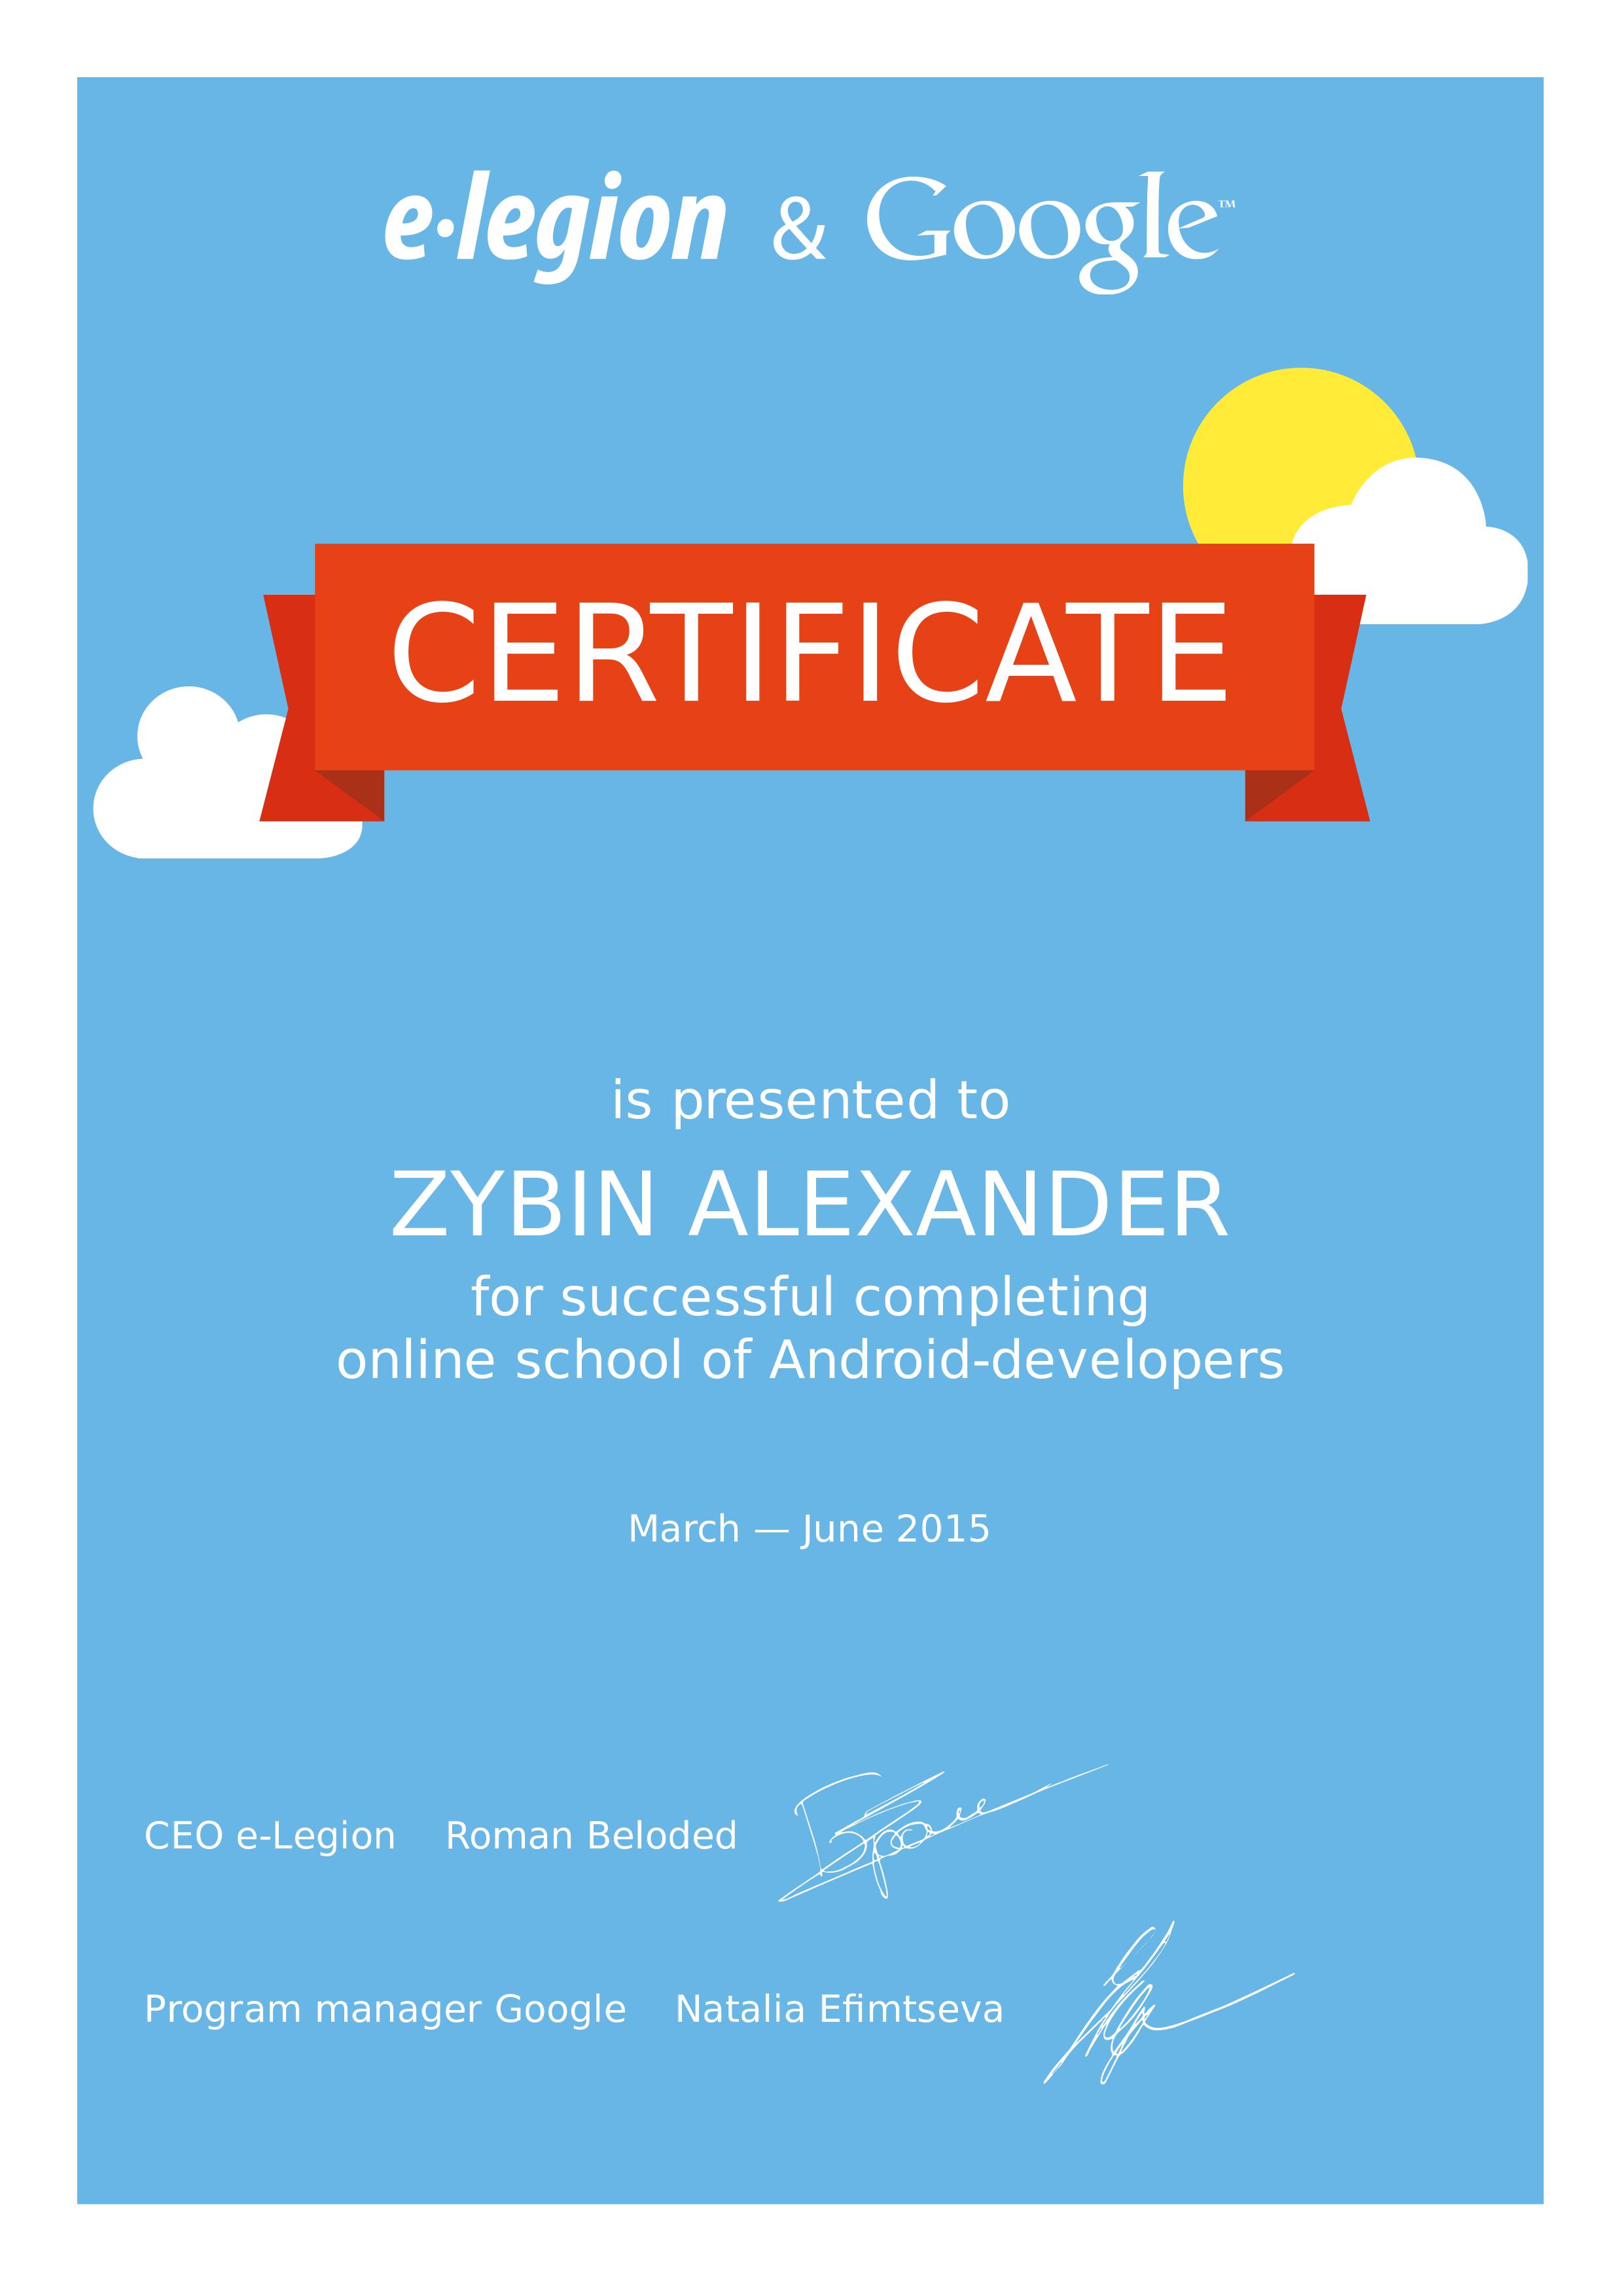 e·legion & Google™
CERTIFICATE
is presented to
ZYBIN ALEXANDER
for successful completing
online school of Android-developers
March — June 2015
CEO e-Legion Roman Beloded
Program manager Google Natalia Efimtseva